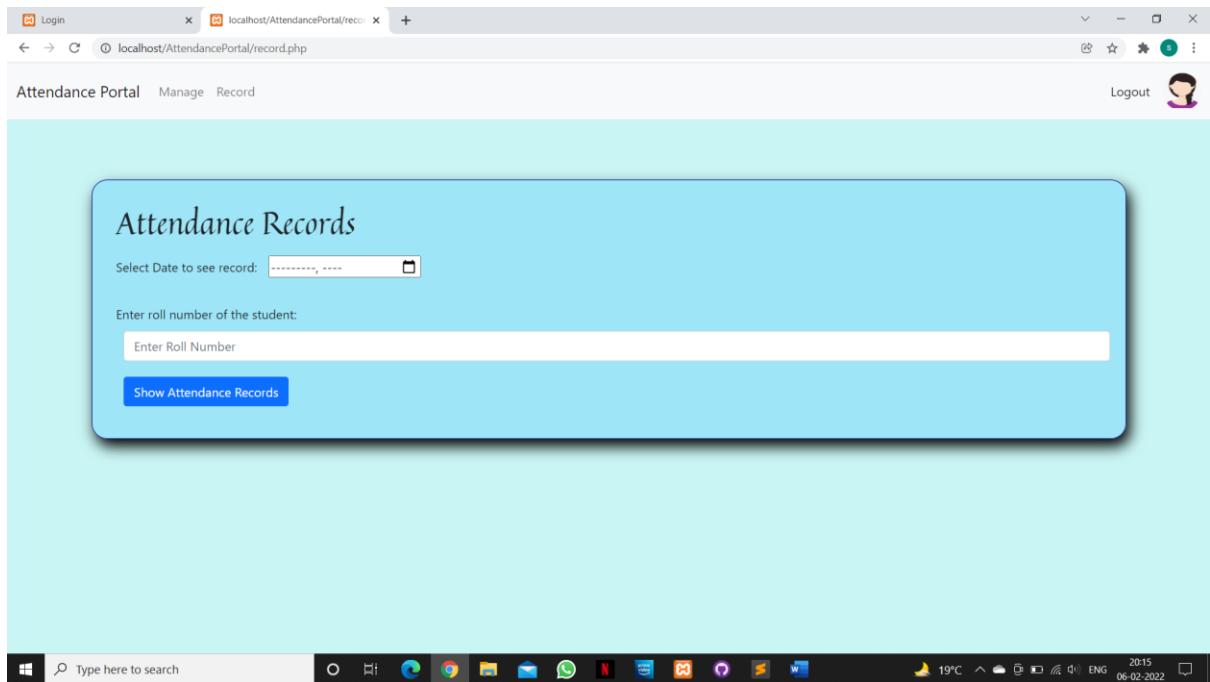 Login
localhost/AttendancePortal/reco
localhost/AttendancePortal/record.php
S
Attendance Portal Manage Record Logout
Attendance Records
Select Date to see record: ---------, ----
Enter roll number of the student:
Enter Roll Number
Show Attendance Records
Type here to search
19°C ENG 20:15
06-02-2022